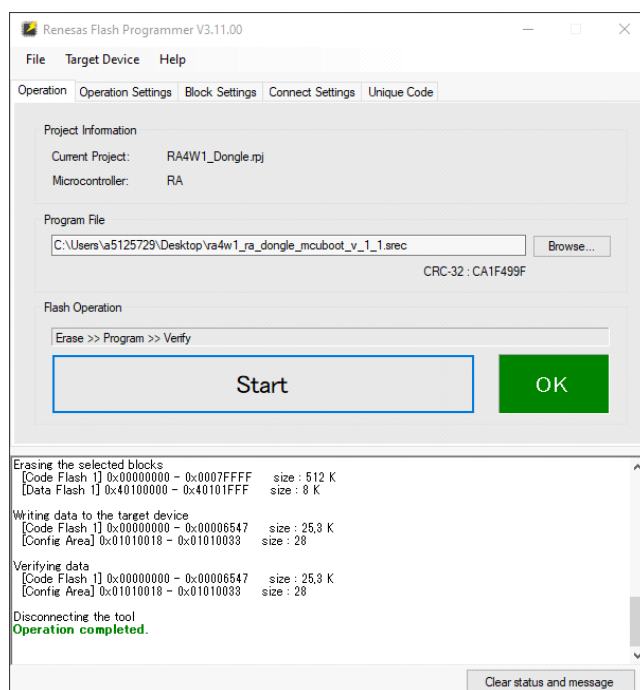 Renesas Flash Programmer V3.11.00
File Target Device Help
Operation Operation Settings Block Settings Connect Settings Unique Code
Project Information
Current Project: RA4W1_Dongle.rpj
Microcontroller: RA
Program File
C:\Users\a5125729\Desktop\ra4w1_ra_dongle_mcuboot_v_1_1.srec Browse...
CRC-32 : CA1F499F
Flash Operation
Erase >> Program >> Verify
Start OK
Erasing the selected blocks
[Code Flash 1] 0x00000000 - 0x0007FFFF size : 512 K
[Data Flash 1] 0x40100000 - 0x40101FFF size : 8 K
Writing data to the target device
[Code Flash 1] 0x00000000 - 0x00006547 size : 25,3 K
[Config Area] 0x01010018 - 0x01010033 size : 28
Verifying data
[Code Flash 1] 0x00000000 - 0x00006547 size : 25,3 K
[Config Area] 0x01010018 - 0x01010033 size : 28
Disconnecting the tool
Operation completed.
Clear status and message